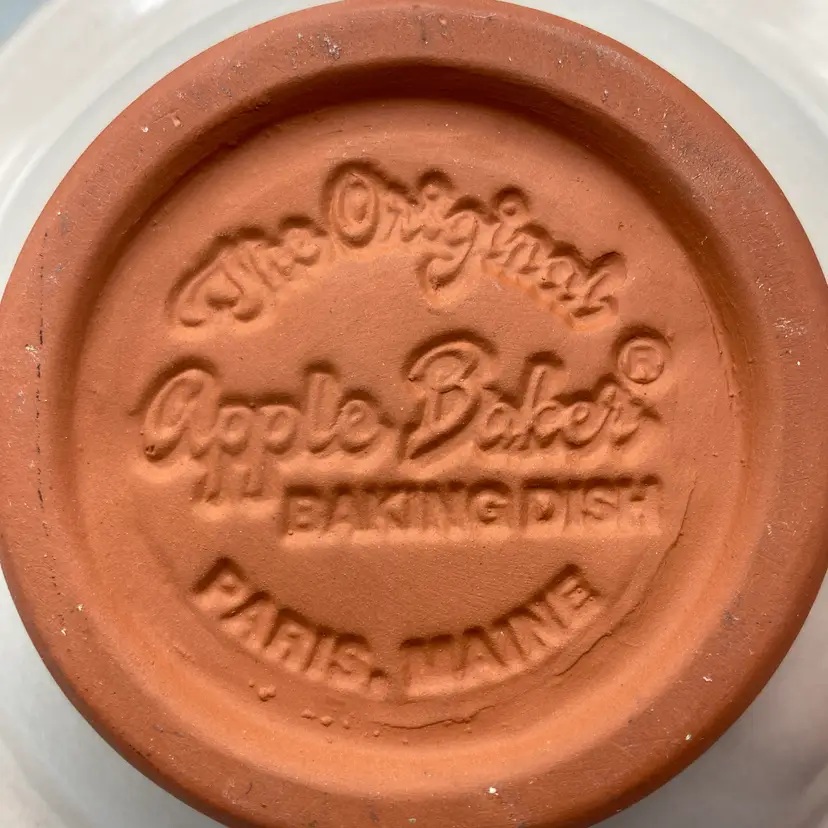 The Original
Apple Baker®
BAKING DISH
PARIS, MAINE